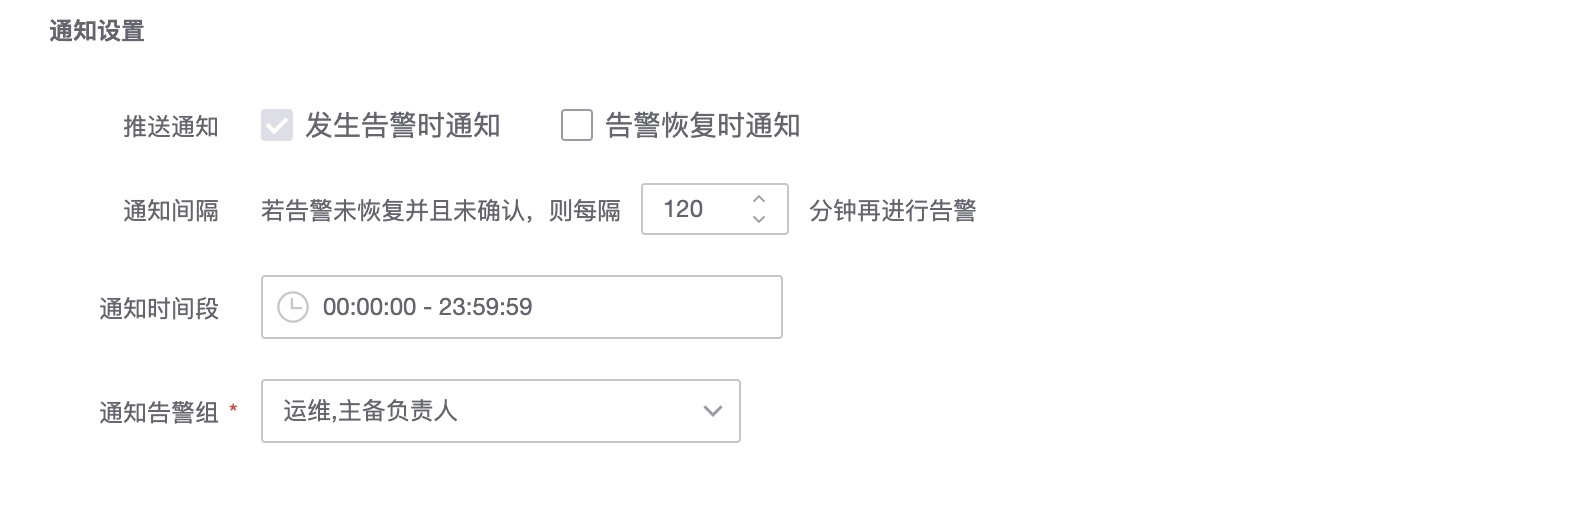 通知设置
推送通知 发生告警时通知 告警恢复时通知
通知间隔 若告警未恢复并且未确认，则每隔 120 分钟再进行告警
通知时间段 00:00:00 - 23:59:59
通知告警组 * 运维,主备负责人